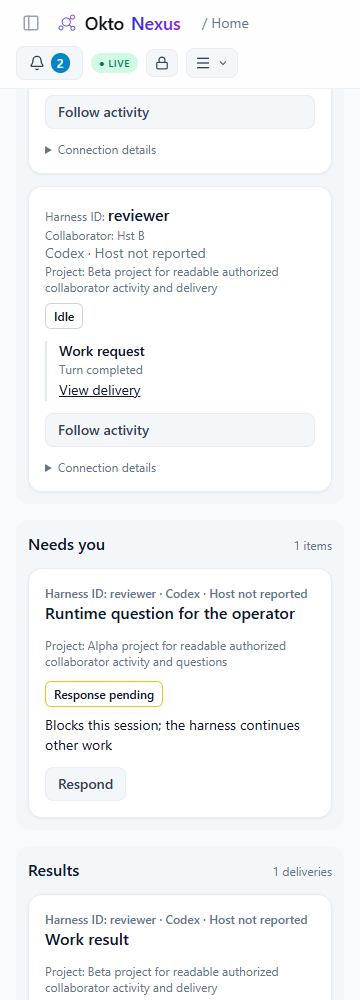 Okto Nexus / Home
2 LIVE
Follow activity
Connection details
Harness ID: reviewer
Collaborator: Hst B
Codex · Host not reported
Project: Beta project for readable authorized
collaborator activity and delivery
Idle
Work request
Turn completed
View delivery
Follow activity
Connection details
Needs you 1 items
Harness ID: reviewer · Codex · Host not reported
Runtime question for the operator
Project: Alpha project for readable authorized
collaborator activity and questions
Response pending
Blocks this session; the harness continues
other work
Respond
Results 1 deliveries
Harness ID: reviewer · Codex · Host not reported
Work result
Project: Beta project for readable authorized
collaborator activity and delivery